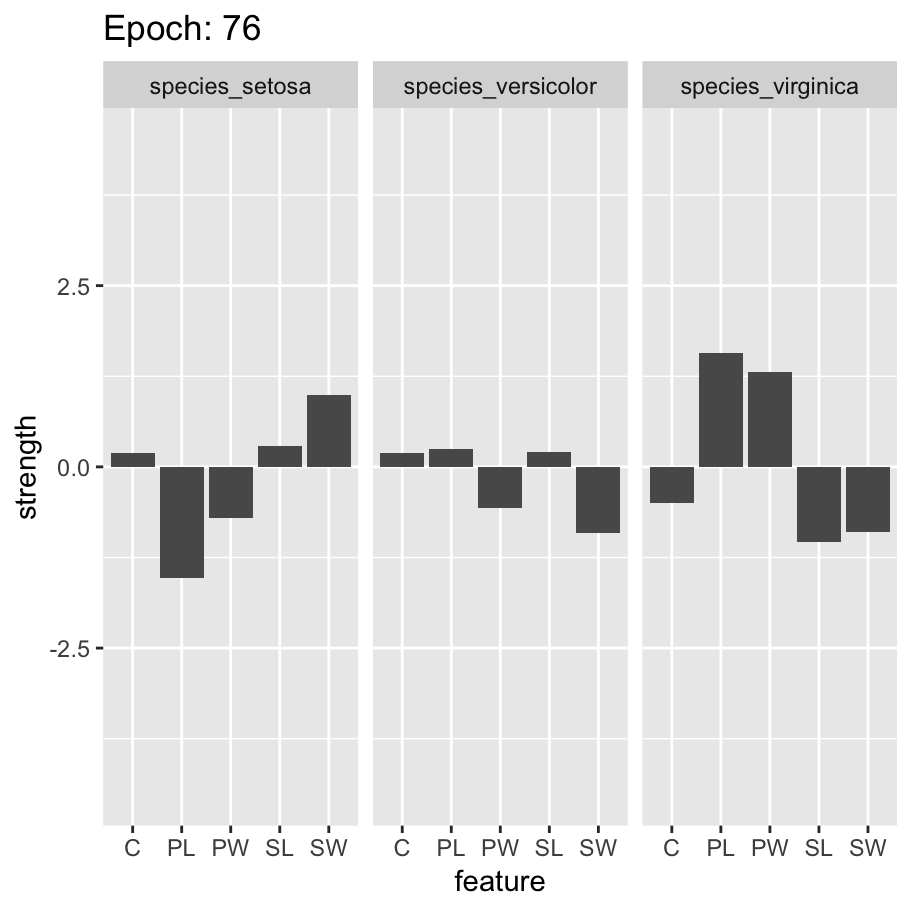 Epoch: 76
species_setosa species_versicolor species_virginica
2.5
0.0
-2.5
strength
C PL PW SL SW C PL PW SL SW C PL PW SL SW
feature